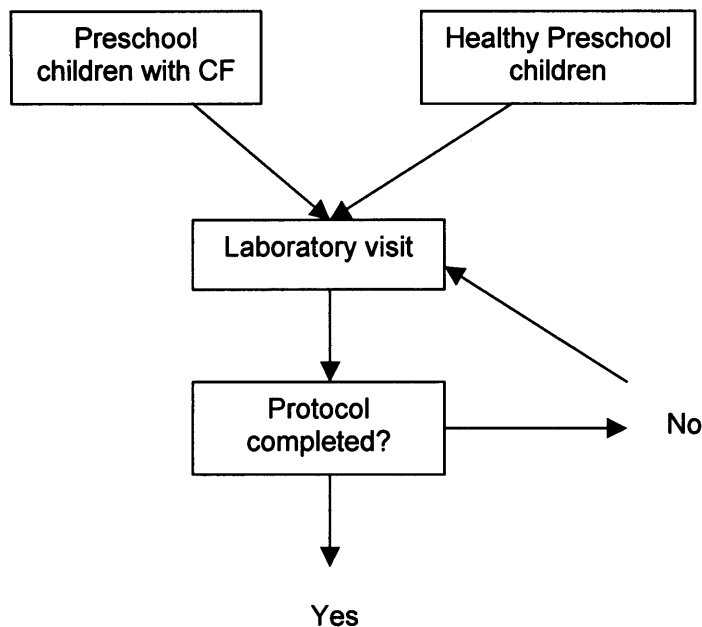 Preschool
children with CF
Healthy Preschool
children
Laboratory visit
Protocol
completed?
No
Yes